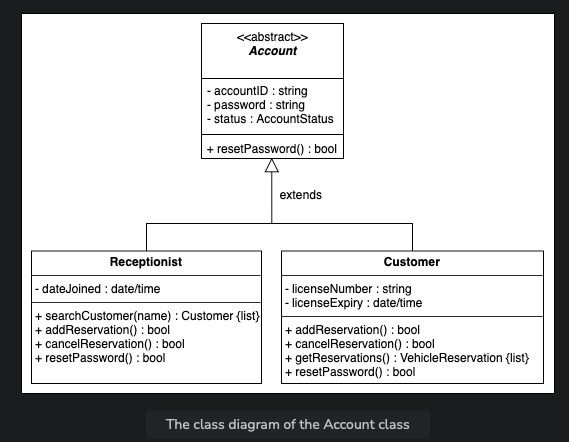 <<abstract>>
Account
- accountID : string
- password : string
- status : AccountStatus
+ resetPassword() : bool
extends
Receptionist
- dateJoined : date/time
+ searchCustomer(name) : Customer {list}
+ addReservation() : bool
+ cancelReservation() : bool
+ resetPassword() : bool
Customer
- licenseNumber : string
- licenseExpiry : date/time
+ addReservation() : bool
+ cancelReservation() : bool
+ getReservations() : VehicleReservation {list}
+ resetPassword() : bool
The class diagram of the Account class